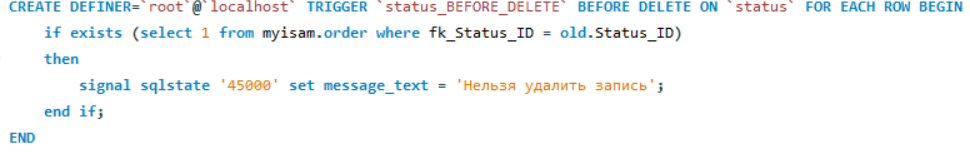 CREATE DEFINER=`root`@`localhost` TRIGGER `status_BEFORE_DELETE` BEFORE DELETE ON `status` FOR EACH ROW BEGIN
if exists (select 1 from myisam.order where fk_Status_ID = old.Status_ID)
then
signal sqlstate '45000' set message_text = 'Нельзя удалить запись';
end if;
END